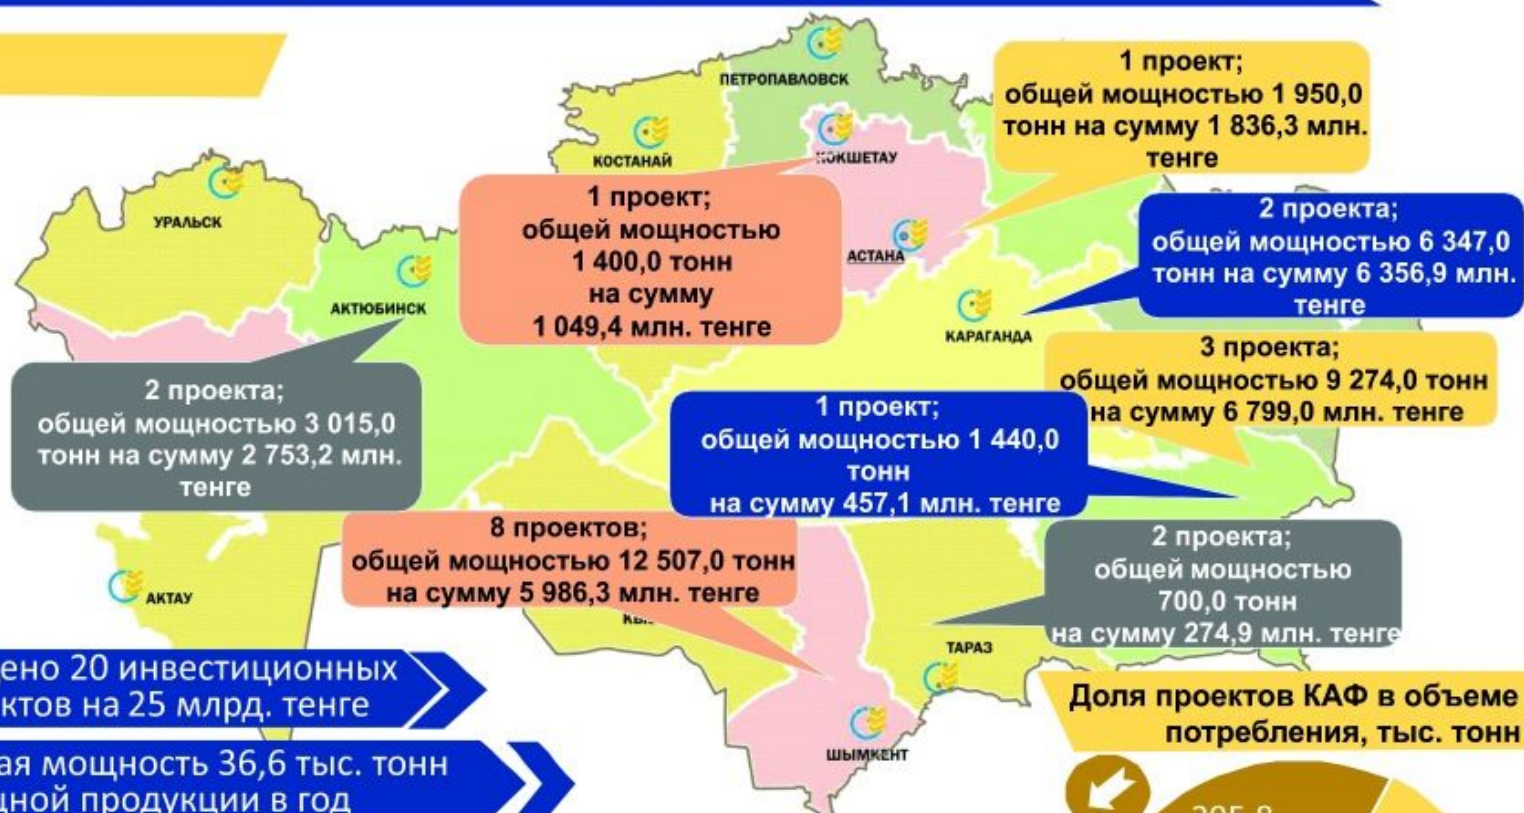 ПЕТРОПАВЛОВСК
КОСТАНАЙ
КОКШЕТАУ
1 проект;
общей мощностью 1 950,0
тонн на сумму 1 836,3 млн.
тенге
УРАЛЬСК
1 проект;
общей мощностью
1 400,0 тонн
на сумму
1 049,4 млн. тенге
АСТАНА
2 проекта;
общей мощностью 6 347,0
тонн на сумму 6 356,9 млн.
тенге
АКТЮБИНСК
КАРАГАНДА
3 проекта;
общей мощностью 9 274,0 тонн
на сумму 6 799,0 млн. тенге
2 проекта;
общей мощностью 3 015,0
тонн на сумму 2 753,2 млн.
тенге
1 проект;
общей мощностью 1 440,0
тонн
на сумму 457,1 млн. тенге
8 проектов;
общей мощностью 12 507,0 тонн
на сумму 5 986,3 млн. тенге
2 проекта;
общей мощностью
700,0 тонн
на сумму 274,9 млн. тенге
АКТАУ
ТАРАЗ
ШЫМКЕНТ
ено 20 инвестиционных
ктов на 25 млрд. тенге
ая мощность 36,6 тыс. тонн
щной продукции в год
Доля проектов КАФ в объеме
потребления, тыс. тонн